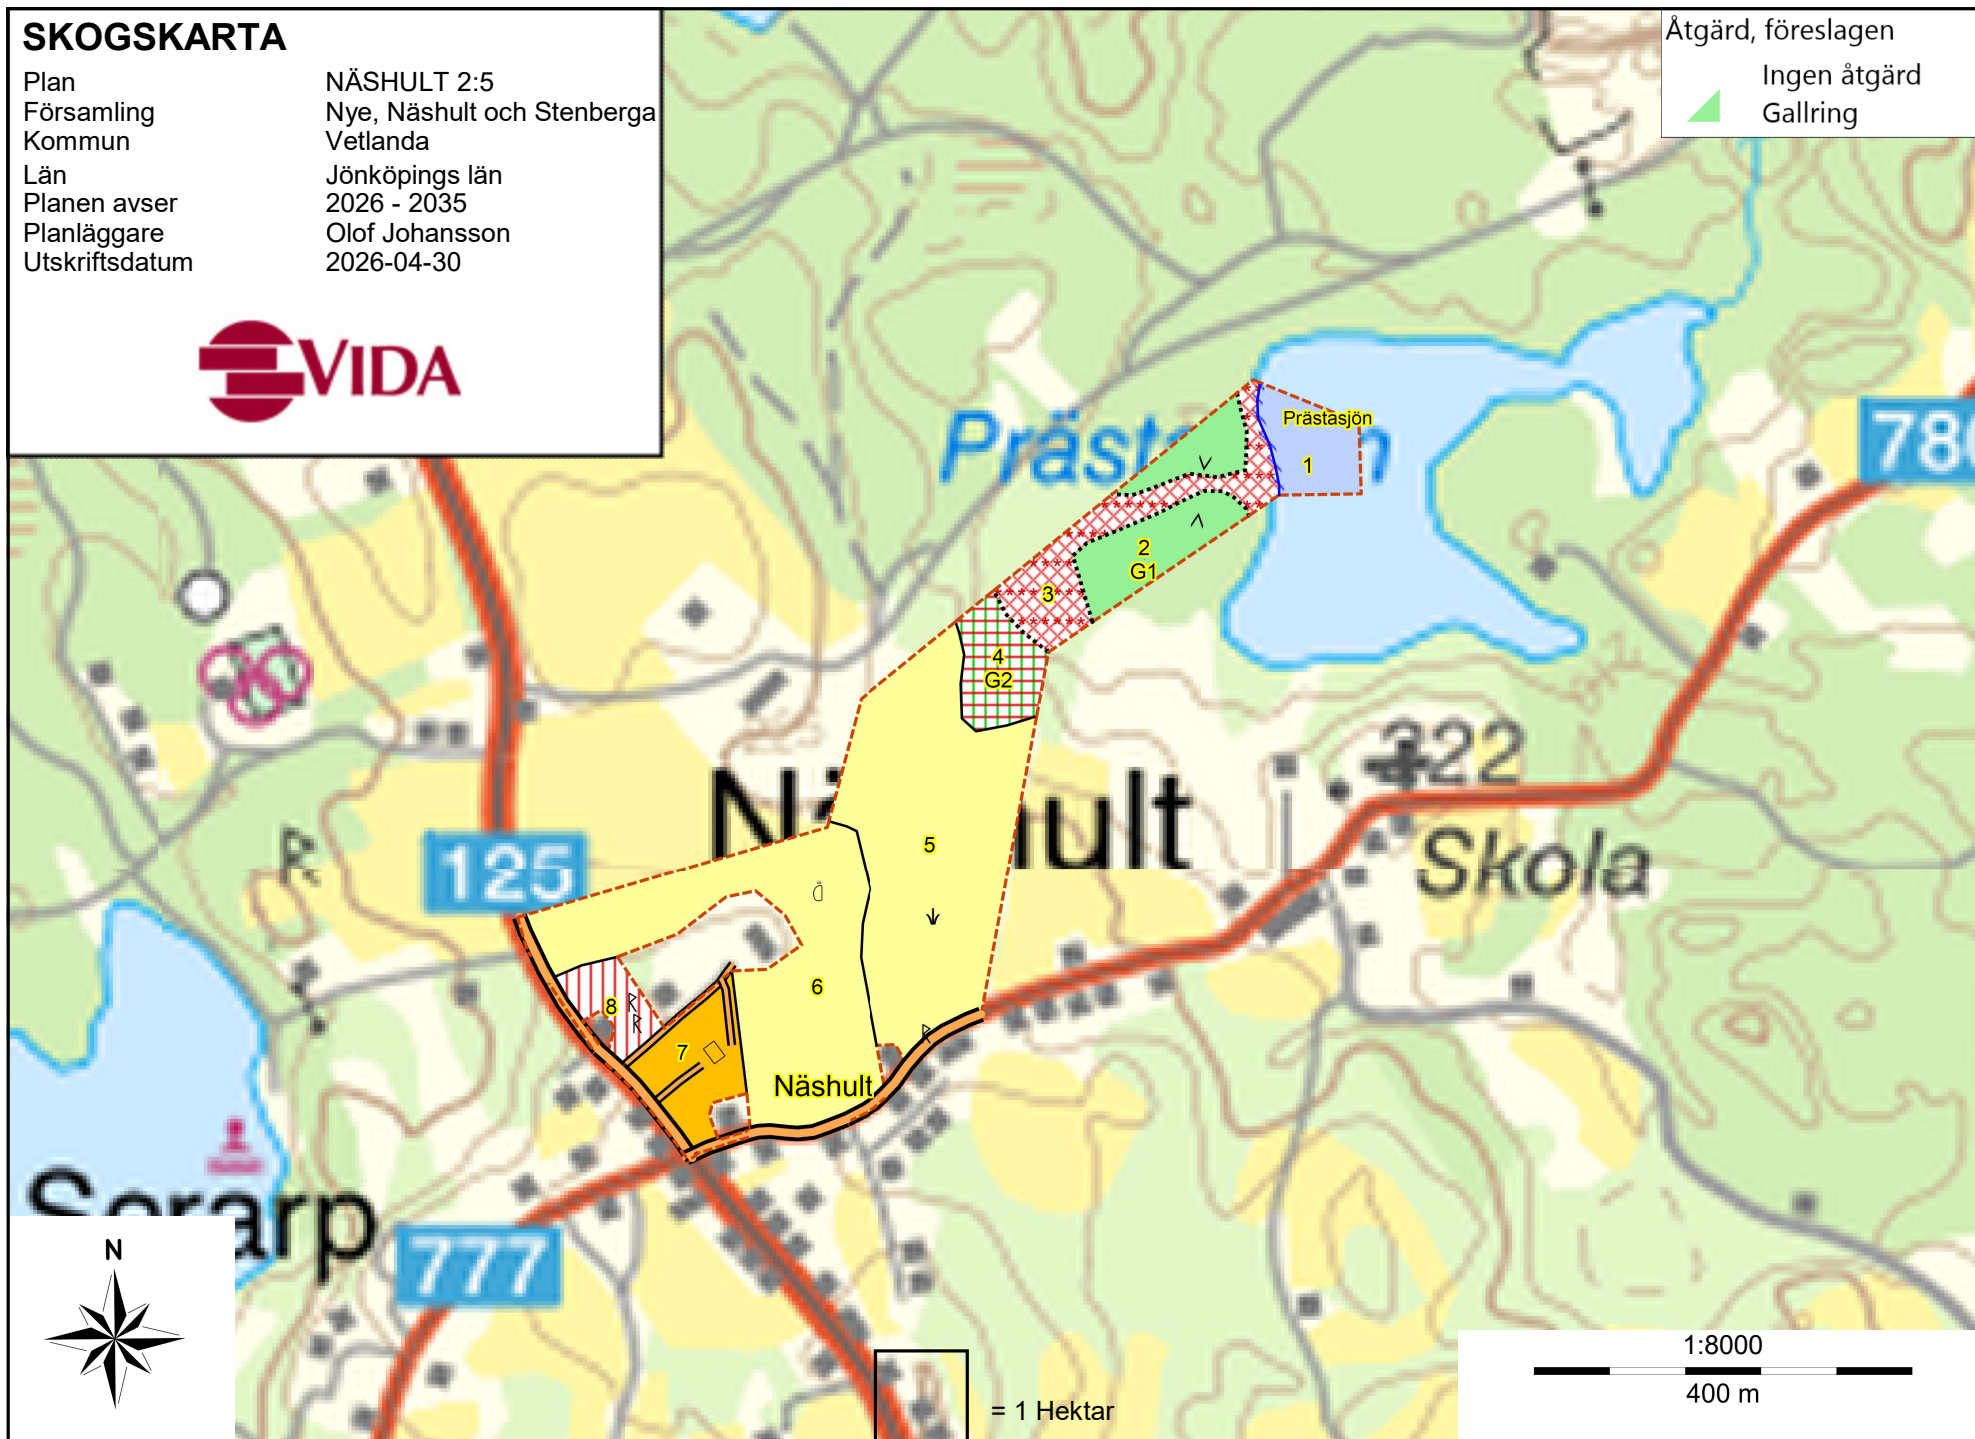 SKOGSKARTA
Plan NÄSHULT 2:5
Församling Nye, Näshult och Stenberga
Kommun Vetlanda
Län Jönköpings län
Planen avser 2026 - 2035
Planläggare Olof Johansson
Utskriftsdatum 2026-04-30
VIDA
Åtgärd, föreslagen
Ingen åtgärd
Gallring
Prästasjön
1
2
G1
3
4
G2
5
6
7
8
Näshult
125
322
Skola
777
N
= 1 Hektar
1:8000
400 m